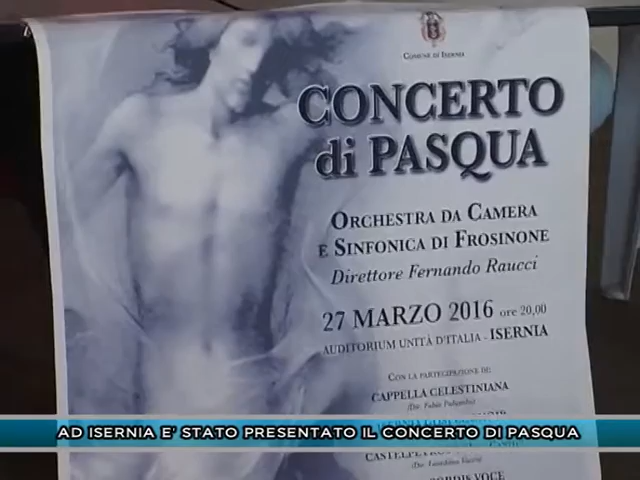 COMUNE DI ISERNIA
CONCERTO
di PASQUA
ORCHESTRA DA CAMERA
E SINFONICA DI FROSINONE
Direttore Fernando Raucci
27 MARZO 2016 ore 20,00
AUDITORIUM UNITÀ D'ITALIA - ISERNIA
CON LA PARTECIPAZIONE DI:
CAPPELLA CELESTINIANA
AD ISERNIA E' STATO PRESENTATO IL CONCERTO DI PASQUA
VOCE